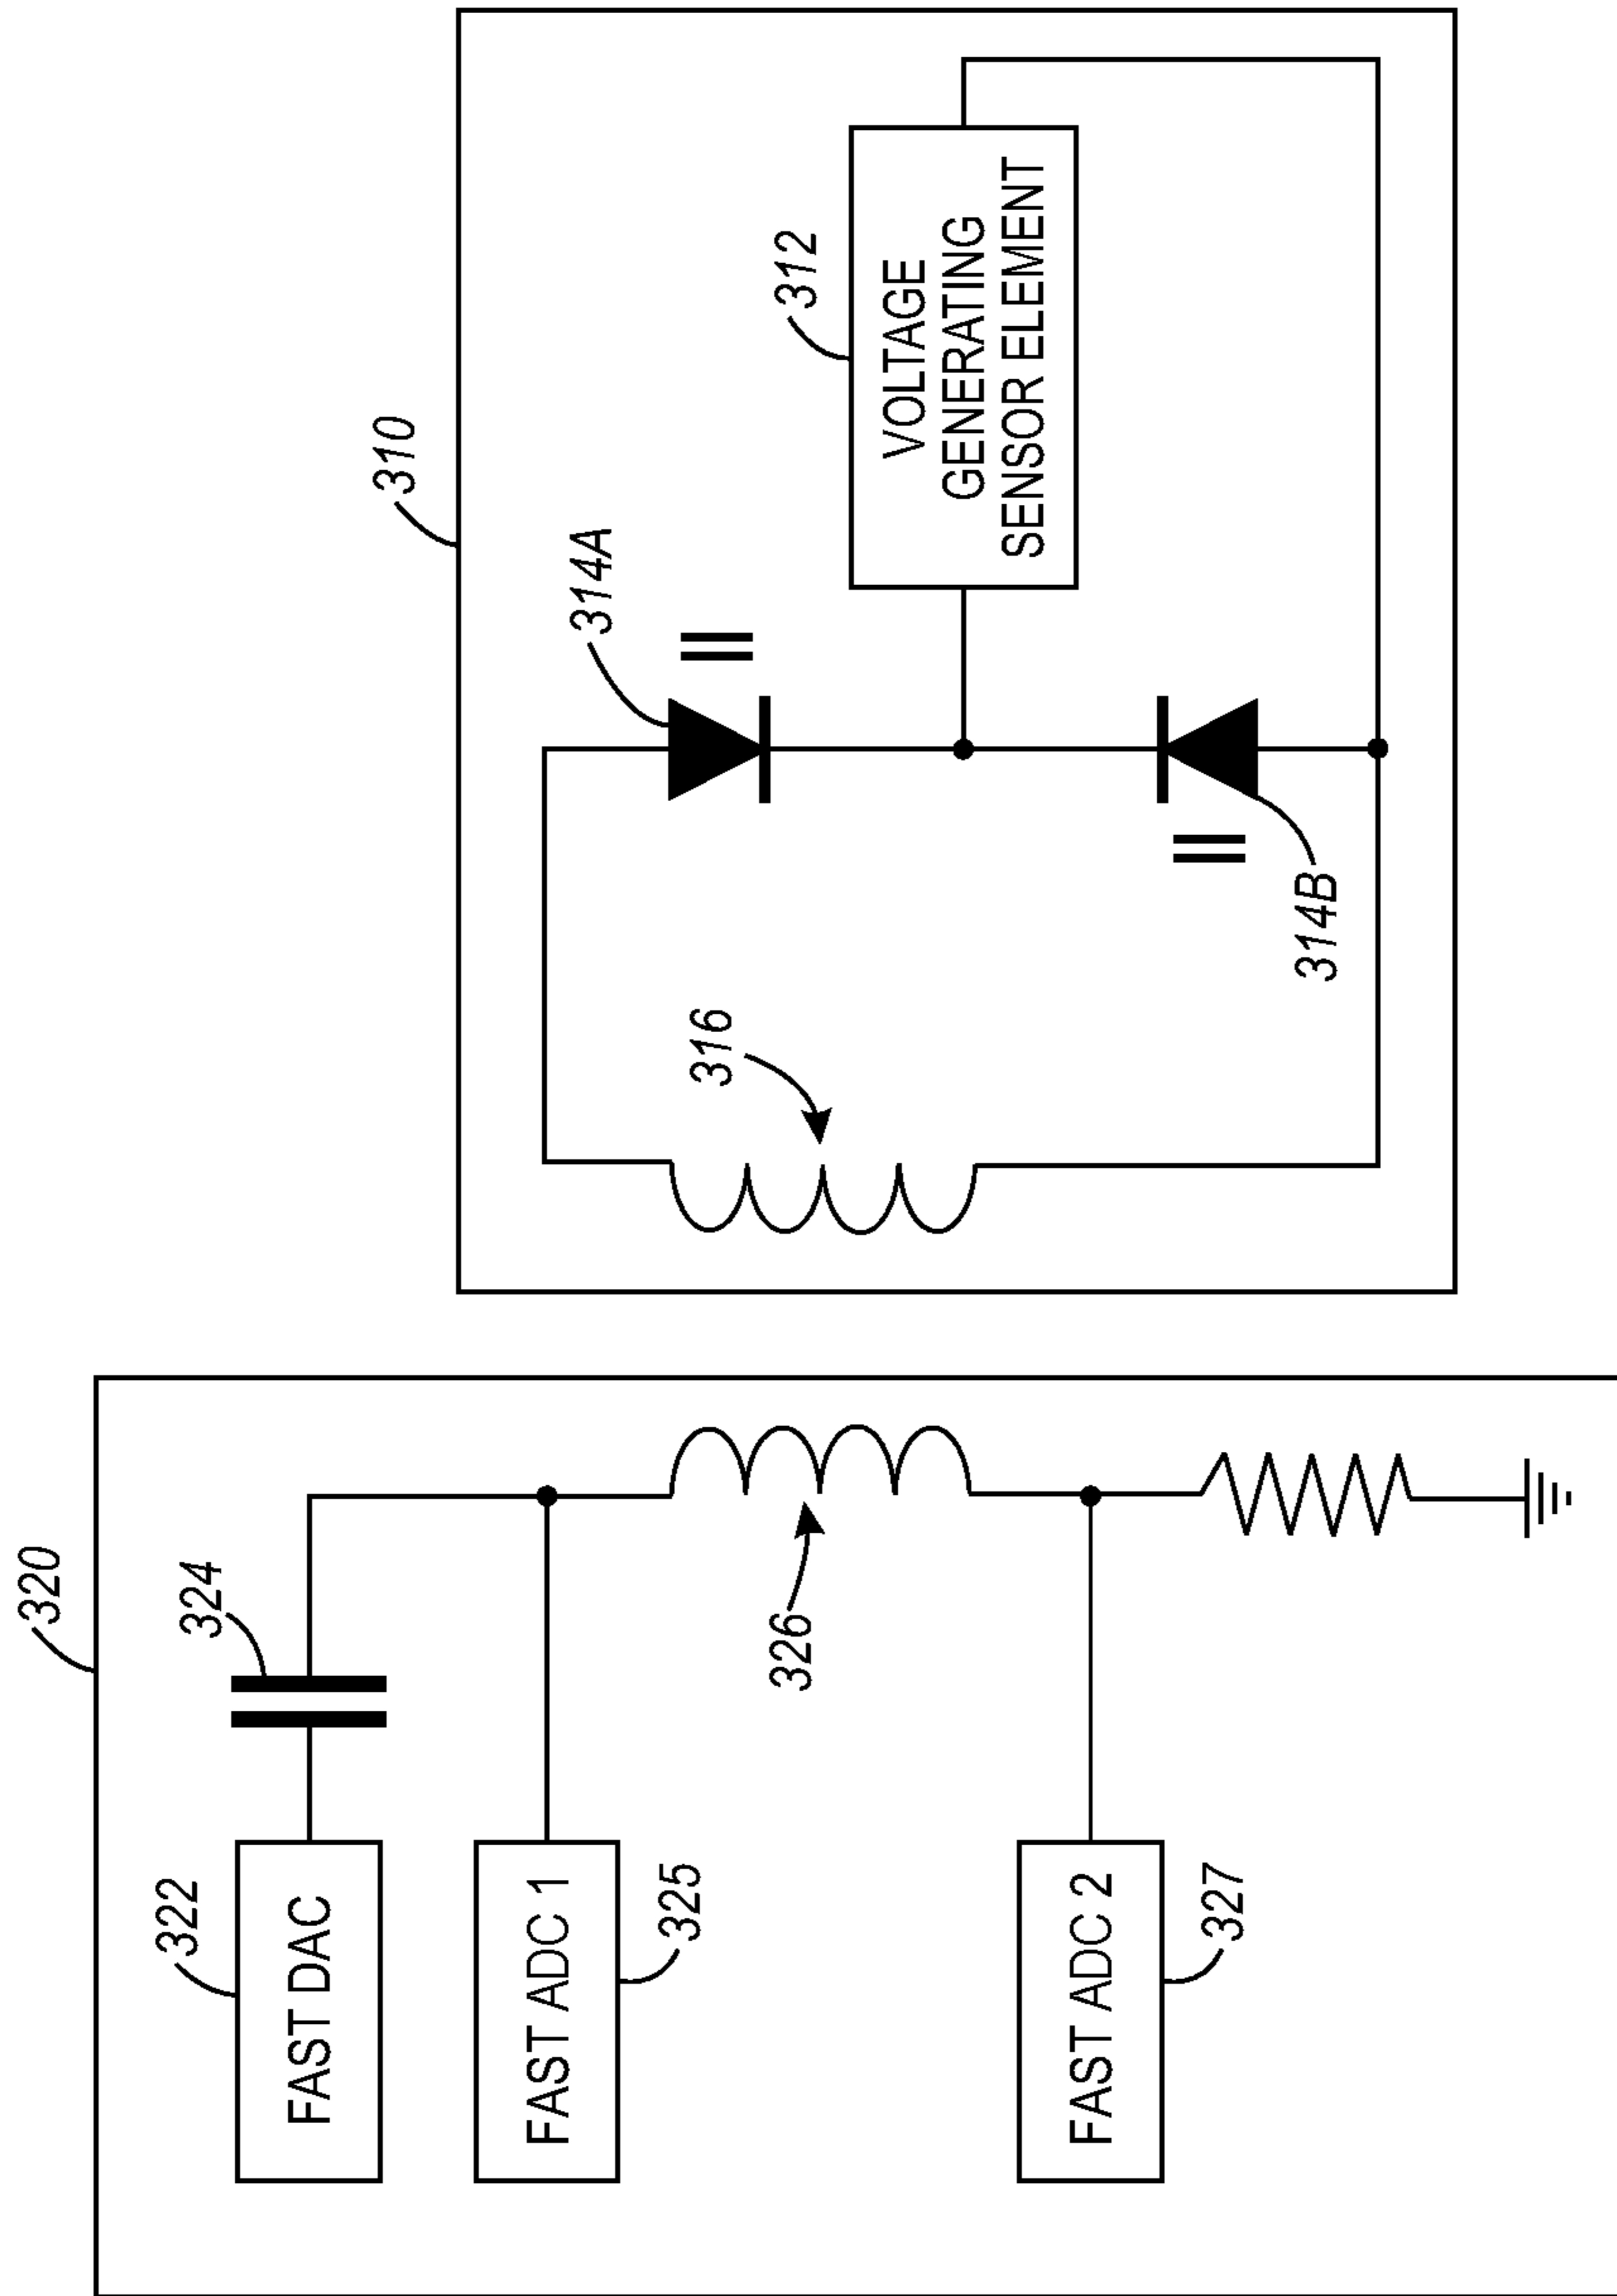 320
322
FAST DAC
324
FAST ADC 1
325
326
FAST ADC 2
327
310
316
314A
314B
312
VOLTAGE
GENERATING
SENSOR ELEMENT